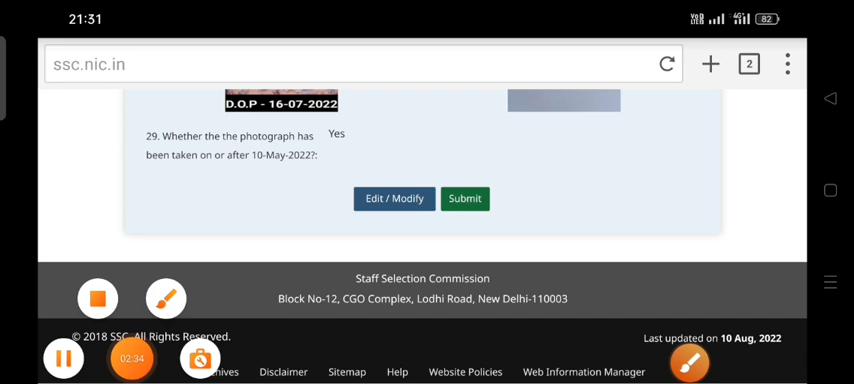 21:31
VoD LTEB 4G+ 82
ssc.nic.in
2
D.O.P - 16-07-2022
29. Whether the the photograph has Yes
been taken on or after 10-May-2022?:
Edit / Modify Submit
Staff Selection Commission
Block No-12, CGO Complex, Lodhi Road, New Delhi-110003
© 2018 SSC. All Rights Reserved.
Last updated on 10 Aug, 2022
02:34
Disclaimer Sitemap Help Website Policies Web Information Manager